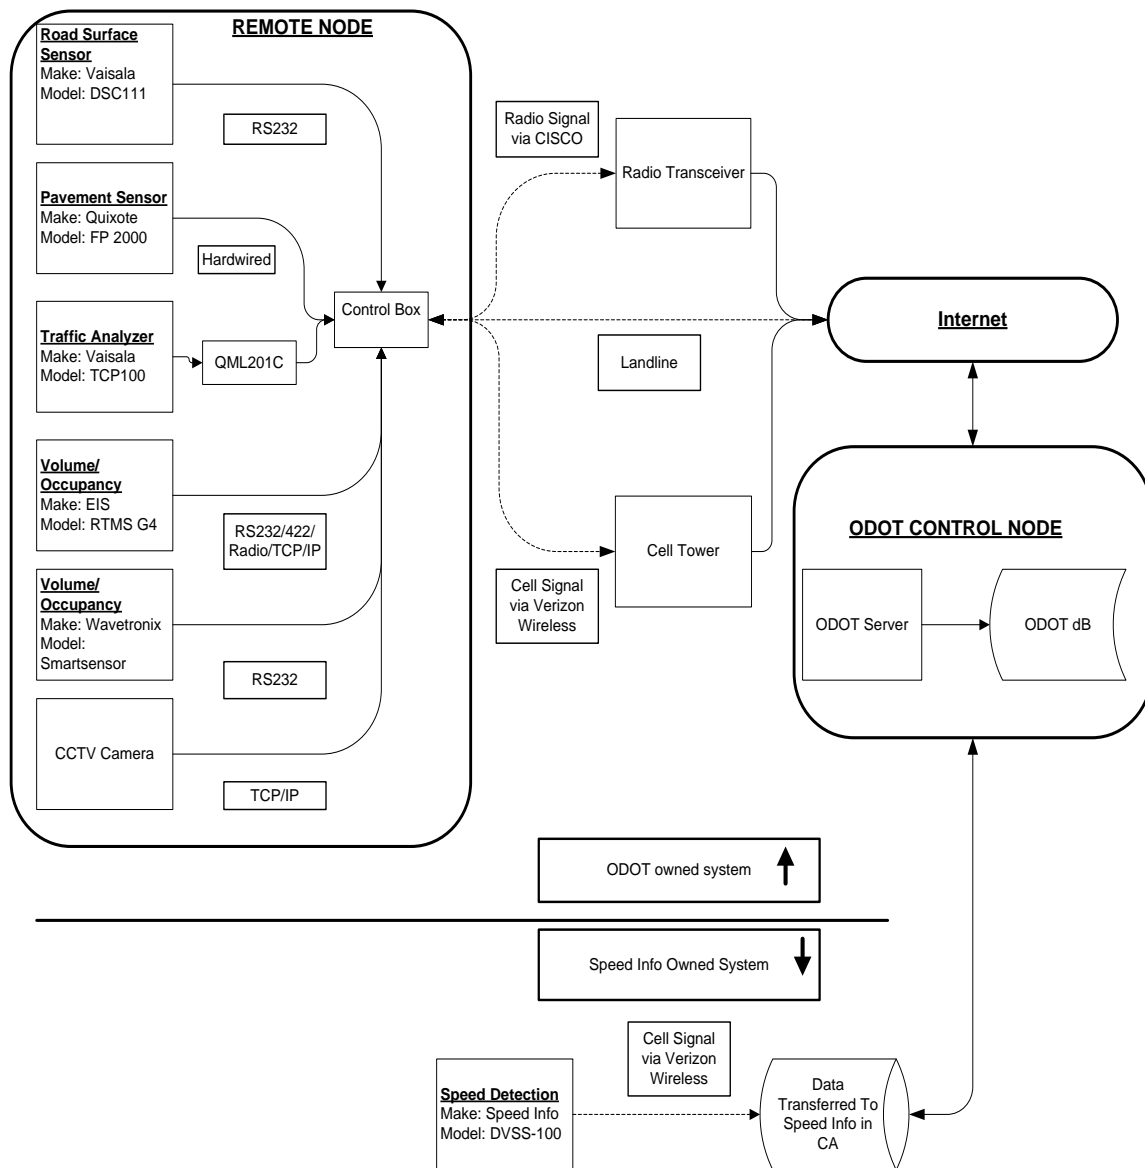 REMOTE NODE
Road Surface
Sensor
Make: Vaisala
Model: DSC111
RS232
Pavement Sensor
Make: Quixote
Model: FP 2000
Hardwired
Traffic Analyzer
Make: Vaisala
Model: TCP100
QML201C
Control Box
Volume/
Occupancy
Make: EIS
Model: RTMS G4
RS232/422/
Radio/TCP/IP
Volume/
Occupancy
Make: Wavetronix
Model:
Smartsensor
RS232
CCTV Camera
TCP/IP
Radio Signal
via CISCO
Radio Transceiver
Landline
Cell Signal
via Verizon
Wireless
Cell Tower
Internet
ODOT CONTROL NODE
ODOT Server
ODOT dB
ODOT owned system
Speed Info Owned System
Cell Signal
via Verizon
Wireless
Speed Detection
Make: Speed Info
Model: DVSS-100
Data
Transferred To
Speed Info in
CA